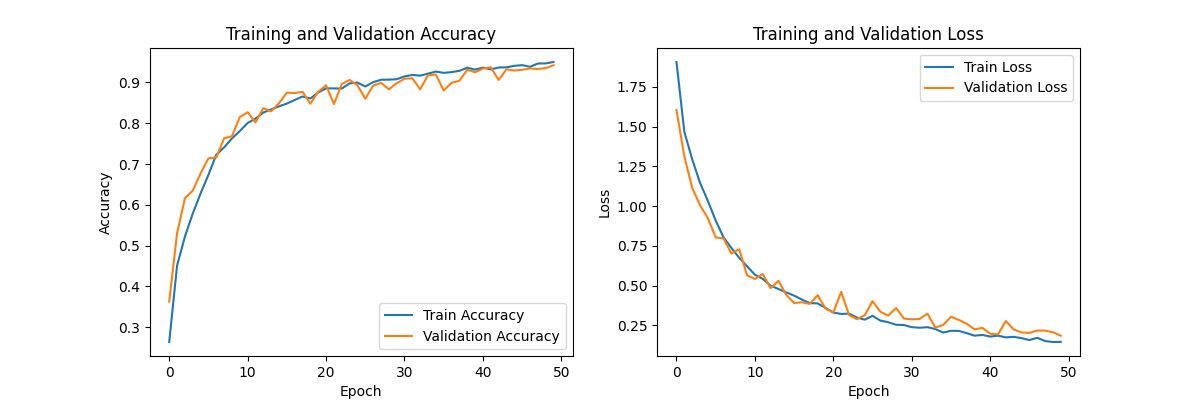 Training and Validation Accuracy
Accuracy
0.9
0.8
0.7
0.6
0.5
0.4
0.3
Train Accuracy
Validation Accuracy
0 10 20 30 40 50
Epoch
Training and Validation Loss
Loss
1.75
1.50
1.25
1.00
0.75
0.50
0.25
Train Loss
Validation Loss
0 10 20 30 40 50
Epoch